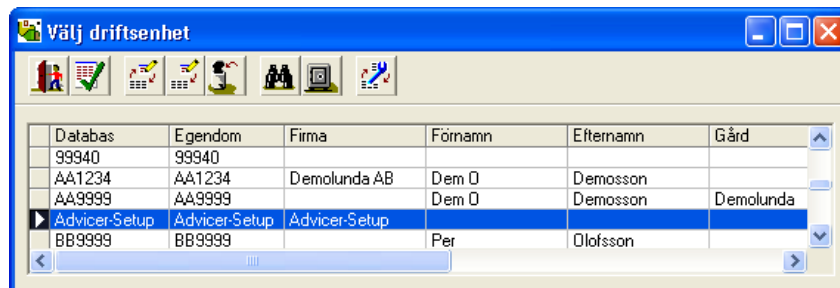 Välj driftsenhet
Databas Egendom Firma Förnamn Efternamn Gård
99940 99940
AA1234 AA1234 Demolunda AB Dem O Demosson
AA9999 AA9999 Dem O Demosson Demolunda
Advicer-Setup Advicer-Setup Advicer-Setup
BB9999 BB9999 Per Olofsson